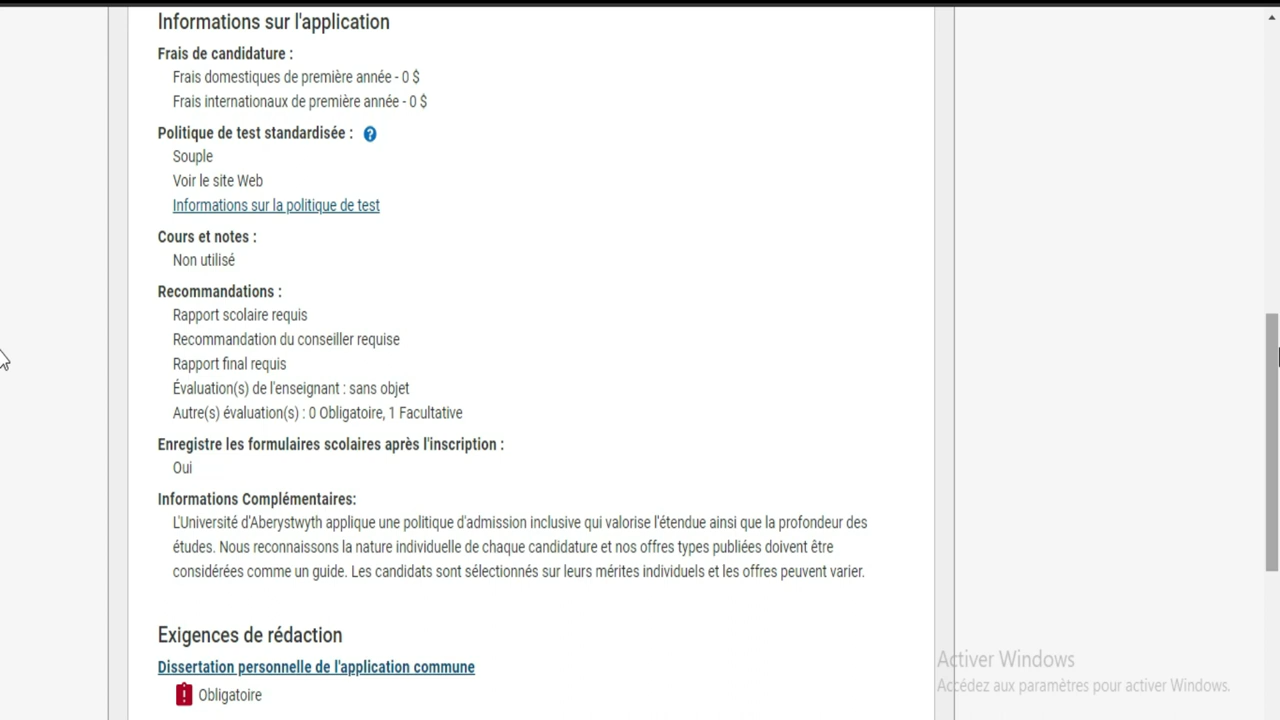 Informations sur l'application
Frais de candidature :
Frais domestiques de première année - 0 $
Frais internationaux de première année - 0 $
Politique de test standardisée : ?
Souple
Voir le site Web
Informations sur la politique de test
Cours et notes :
Non utilisé
Recommandations :
Rapport scolaire requis
Recommandation du conseiller requise
Rapport final requis
Évaluation(s) de l'enseignant : sans objet
Autre(s) évaluation(s) : 0 Obligatoire, 1 Facultative
Enregistre les formulaires scolaires après l'inscription :
Oui
Informations Complémentaires:
L'Université d'Aberystwyth applique une politique d'admission inclusive qui valorise l'étendue ainsi que la profondeur des
études. Nous reconnaissons la nature individuelle de chaque candidature et nos offres types publiées doivent être
considérées comme un guide. Les candidats sont sélectionnés sur leurs mérites individuels et les offres peuvent varier.
Exigences de rédaction
Dissertation personnelle de l'application commune
! Obligatoire
Activer Windows
Accédez aux paramètres pour activer Windows.